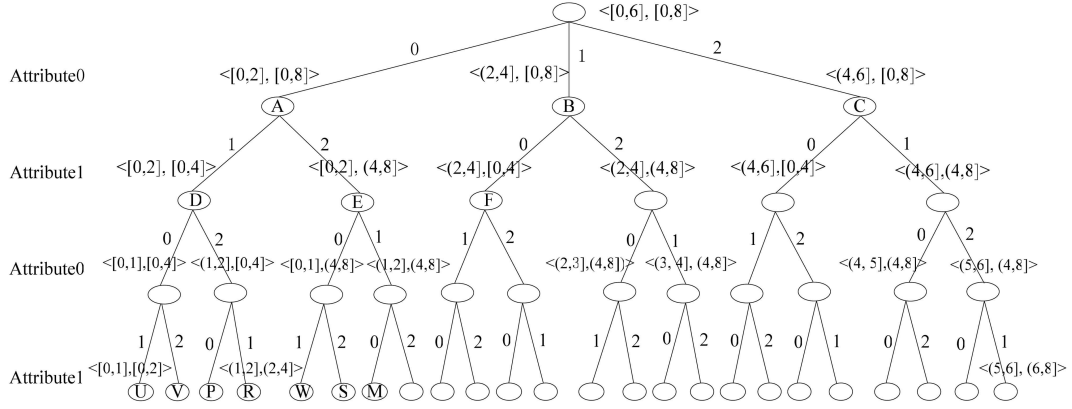 <[0,6], [0,8]>
0 1 2
Attribute0 <[0,2], [0,8]> <(2,4], [0,8]> <(4,6], [0,8]>
A B C
1 2 0 2 0 1
Attribute1 <[0,2], [0,4]> <[0,2], (4,8]> <(2,4],[0,4]> <(2,4],(4,8]> <(4,6],[0,4]> <(4,6],(4,8]>
D E F
0 2 0 1 1 2 0 1 1 2 0 2
Attribute0 <[0,1],[0,4]> <(1,2],[0,4]> <[0,1],(4,8]> <(1,2],(4,8]> <(2,3],(4,8])> <(3, 4], (4,8]> <(4, 5],(4,8]> <(5,6], (4,8]>
1 2 0 1 1 2 0 2 0 2 0 1 1 2 0 2 0 2 0 1 0 2 0 1
Attribute1 <[0,1],[0,2]> <(1,2],(2,4]> <(5,6], (6,8]>
U V P R W S M